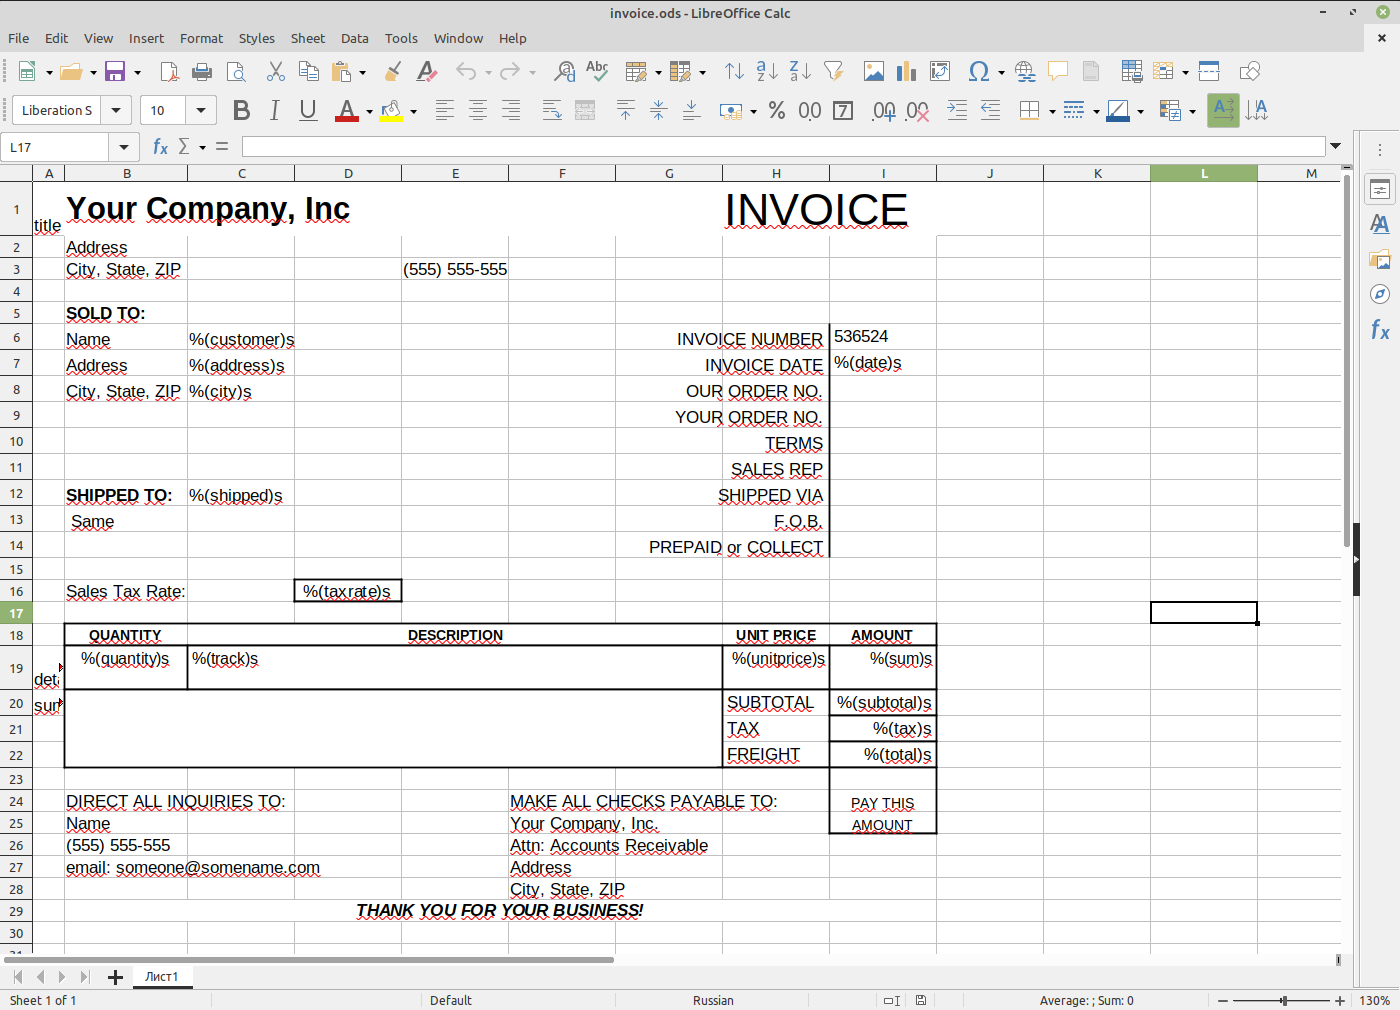 invoice.ods - LibreOffice Calc
File Edit View Insert Format Styles Sheet Data Tools Window Help
Liberation S 10
L17
A B C D E F G H I J K L M
1 title Your Company, Inc INVOICE
2 Address
3 City, State, ZIP (555) 555-555
4
5 SOLD TO:
6 Name %(customer)s INVOICE NUMBER 536524
7 Address %(address)s INVOICE DATE %(date)s
8 City, State, ZIP %(city)s OUR ORDER NO.
9 YOUR ORDER NO.
10 TERMS
11 SALES REP
12 SHIPPED TO: %(shipped)s SHIPPED VIA
13 Same F.O.B.
14 PREPAID or COLLECT
15
16 Sales Tax Rate: %(taxrate)s
17
18 QUANTITY DESCRIPTION UNIT PRICE AMOUNT
19 deta %(quantity)s %(track)s %(unitprice)s %(sum)s
20 sum SUBTOTAL %(subtotal)s
21 TAX %(tax)s
22 FREIGHT %(total)s
23
24 DIRECT ALL INQUIRIES TO: MAKE ALL CHECKS PAYABLE TO: PAY THIS
25 Name Your Company, Inc. AMOUNT
26 (555) 555-555 Attn: Accounts Receivable
27 email: someone@somename.com Address
28 City, State, ZIP
29 THANK YOU FOR YOUR BUSINESS!
30
31
Лист1
Sheet 1 of 1 Default Russian Average: ; Sum: 0 130%